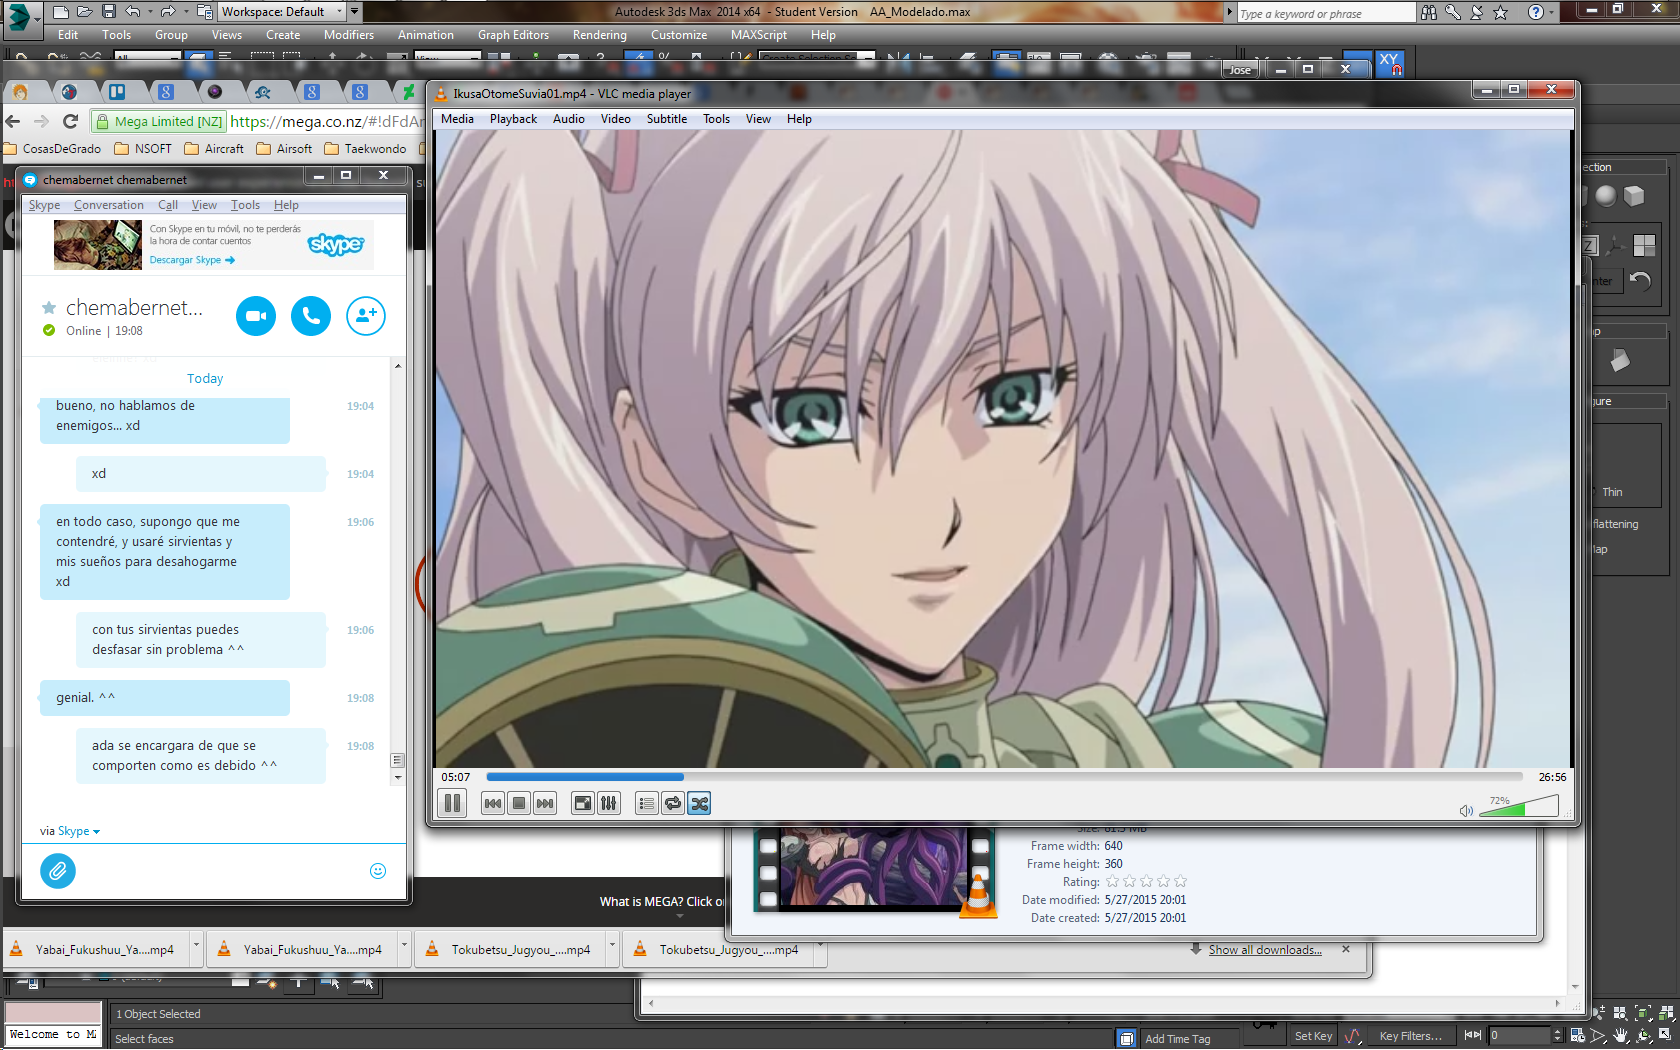 Workspace: Default
Autodesk 3ds Max 2014 x64 - Student Version AA_Modelado.max
Type a keyword or phrase
Edit Tools Group Views Create Modifiers Animation Graph Editors Rendering Customize MAXScript Help
XY
Jose
IkusaOtomeSuvia01.mp4 - VLC media player
Mega Limited [NZ] https://mega.co.nz/#!dFdAr
Media Playback Audio Video Subtitle Tools View Help
CosasDeGrado NSOFT Aircraft Airsoft Taekwondo
chemabernet chemabernet
Skype Conversation Call View Tools Help
Con Skype en tu móvil, no te perderás
la hora de contar cuentos
Descargar Skype
skype
chemabernet...
Online | 19:08
Today
bueno, no hablamos de
enemigos... xd
19:04
xd
19:04
en todo caso, supongo que me
contendré, y usaré sirvientas y
mis sueños para desahogarme
xd
19:06
con tus sirvientas puedes
desfasar sin problema ^^
19:06
genial. ^^
19:08
ada se encargara de que se
comporten como es debido ^^
19:08
via Skype
05:07
26:56
72%
ection
Z
nter
gure
Thin
flattening
Map
Frame width: 640
Frame height: 360
Rating:
Date modified: 5/27/2015 20:01
Date created: 5/27/2015 20:01
What is MEGA? Click or
Yabai_Fukushuu_Ya....mp4
Yabai_Fukushuu_Ya....mp4
Tokubetsu_Jugyou_....mp4
Tokubetsu_Jugyou_....mp4
Show all downloads...
1 Object Selected
Welcome to M
Select faces
Add Time Tag
Set Key
Key Filters...
0